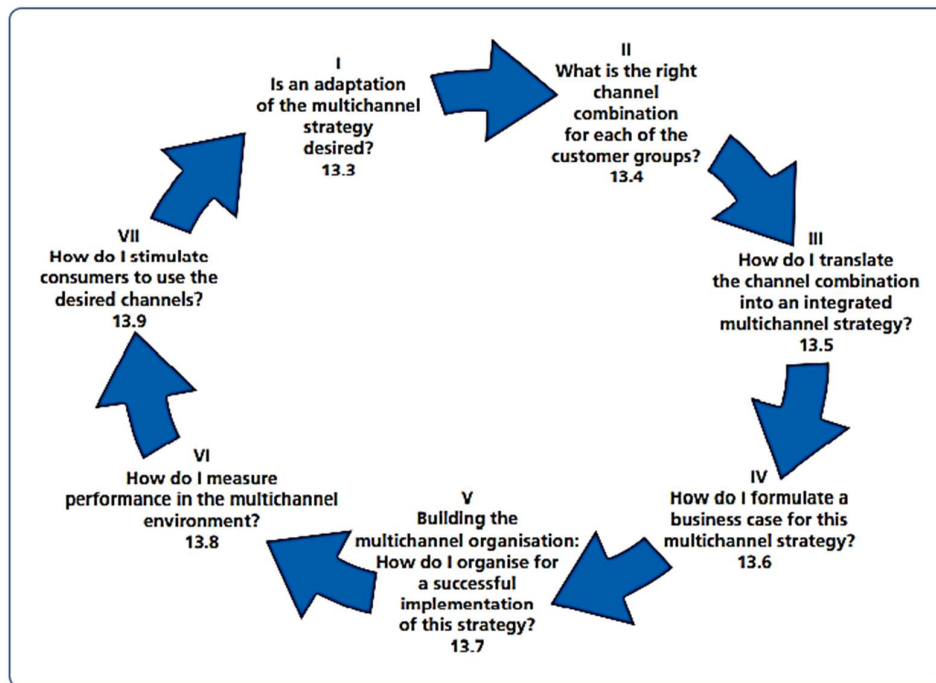 I
Is an adaptation
of the multichannel
strategy
desired?
13.3
II
What is the right
channel
combination
for each of the
customer groups?
13.4
III
How do I translate
the channel combination
into an integrated
multichannel strategy?
13.5
IV
How do I formulate a
business case for this
multichannel strategy?
13.6
V
Building the
multichannel organisation:
How do I organise for
a successful
implementation
of this strategy?
13.7
VI
How do I measure
performance in the multichannel
environment?
13.8
VII
How do I stimulate
consumers to use the
desired channels?
13.9